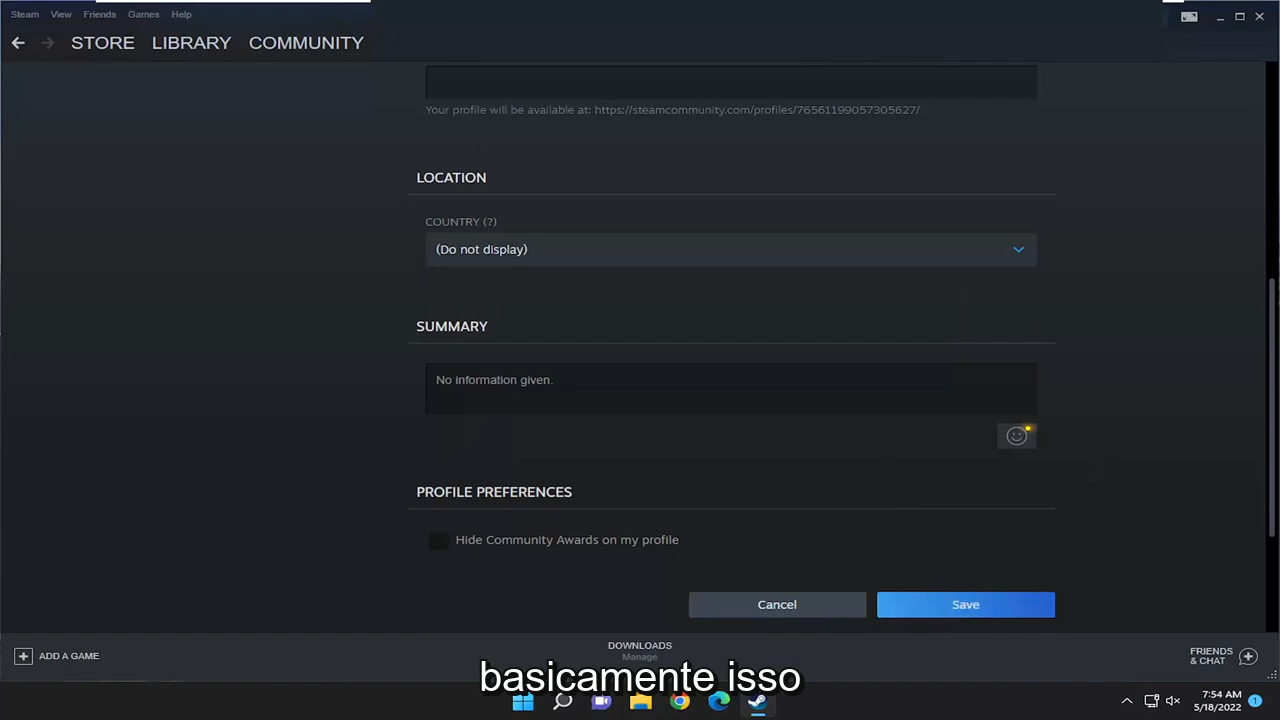 Steam View Friends Games Help
STORE LIBRARY COMMUNITY
Your profile will be available at: https://steamcommunity.com/profiles/76561199057305627/
LOCATION
COUNTRY (?)
(Do not display)
SUMMARY
No information given.
PROFILE PREFERENCES
Hide Community Awards on my profile
Cancel Save
ADD A GAME
DOWNLOADS
Manage
FRIENDS
& CHAT
basicamente isso
7:54 AM
5/18/2022
1